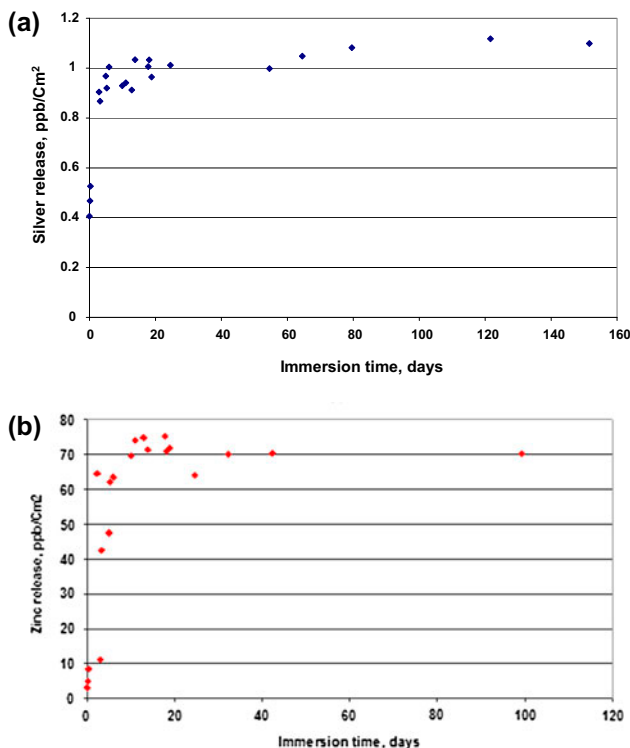 (a)
1.2
1
0.8
0.6
0.4
0.2
0
Silver release, ppb/Cm²
0 20 40 60 80 100 120 140 160
Immersion time, days
(b)
80
70
60
50
40
30
20
10
0
Zinc release, ppb/Cm2
0 20 40 60 80 100 120
Immersion time, days